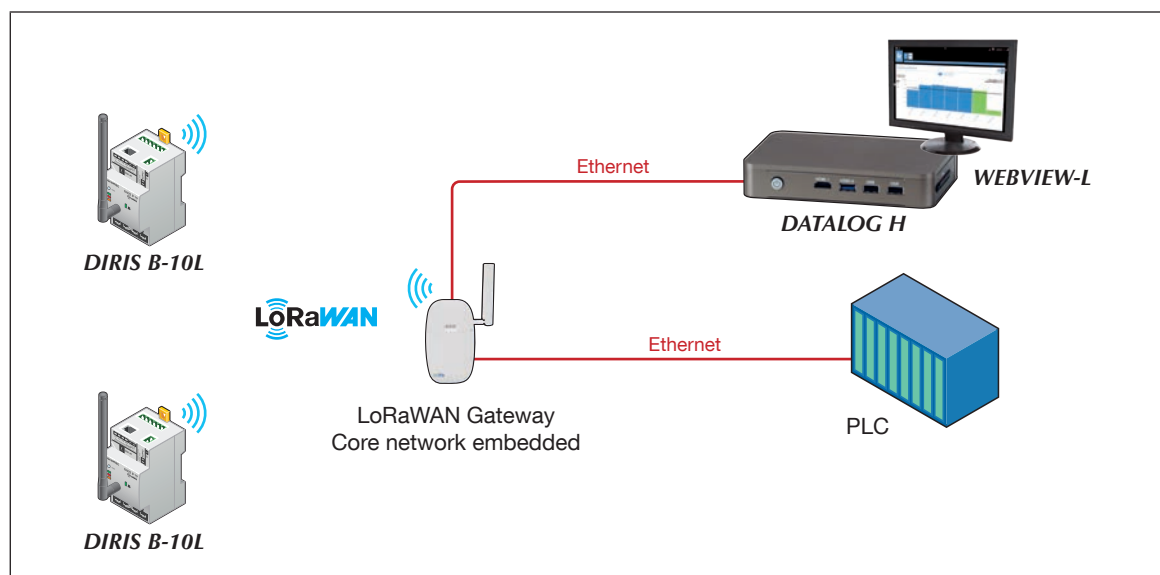 Ethernet
WEBVIEW-L
DATALOG H
DIRIS B-10L
LoRaWAN
Ethernet
LoRaWAN Gateway
Core network embedded
PLC
DIRIS B-10L